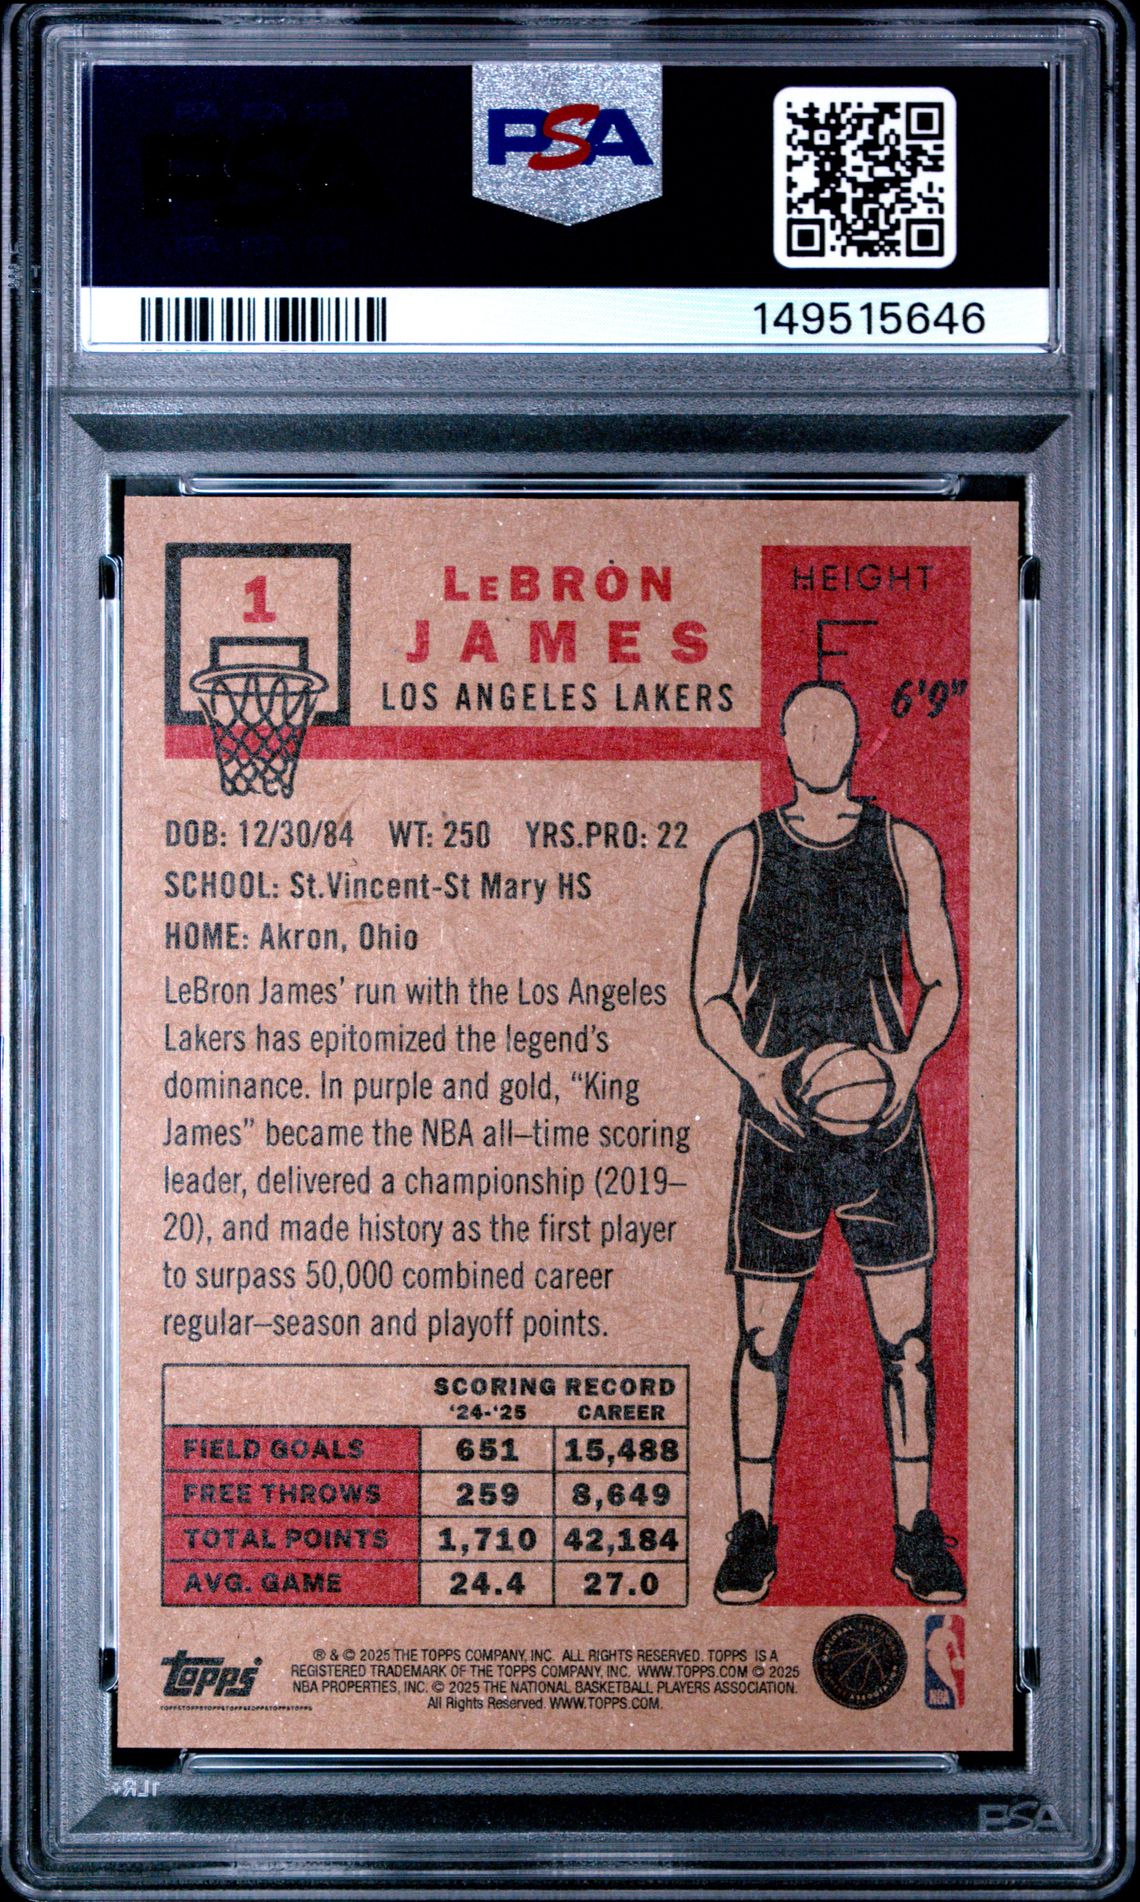 PSA
149515646
1
LEBRON
JAMES
LOS ANGELES LAKERS
HEIGHT
6'9"
DOB: 12/30/84 WT: 250 YRS.PRO: 22
SCHOOL: St.Vincent-St Mary HS
HOME: Akron, Ohio
LeBron James' run with the Los Angeles
Lakers has epitomized the legend's
dominance. In purple and gold, “King
James” became the NBA all–time scoring
leader, delivered a championship (2019–
20), and made history as the first player
to surpass 50,000 combined career
regular–season and playoff points.
SCORING RECORD
'24-'25 CAREER
FIELD GOALS 651 15,488
FREE THROWS 259 8,649
TOTAL POINTS 1,710 42,184
AVG. GAME 24.4 27.0
topps
® & © 2025 THE TOPPS COMPANY, INC. ALL RIGHTS RESERVED. TOPPS IS A
REGISTERED TRADEMARK OF THE TOPPS COMPANY, INC. WWW.TOPPS.COM © 2025
NBA PROPERTIES, INC. © 2025 THE NATIONAL BASKETBALL PLAYERS ASSOCIATION.
All Rights Reserved. WWW.TOPPS.COM.
NBA
PSA